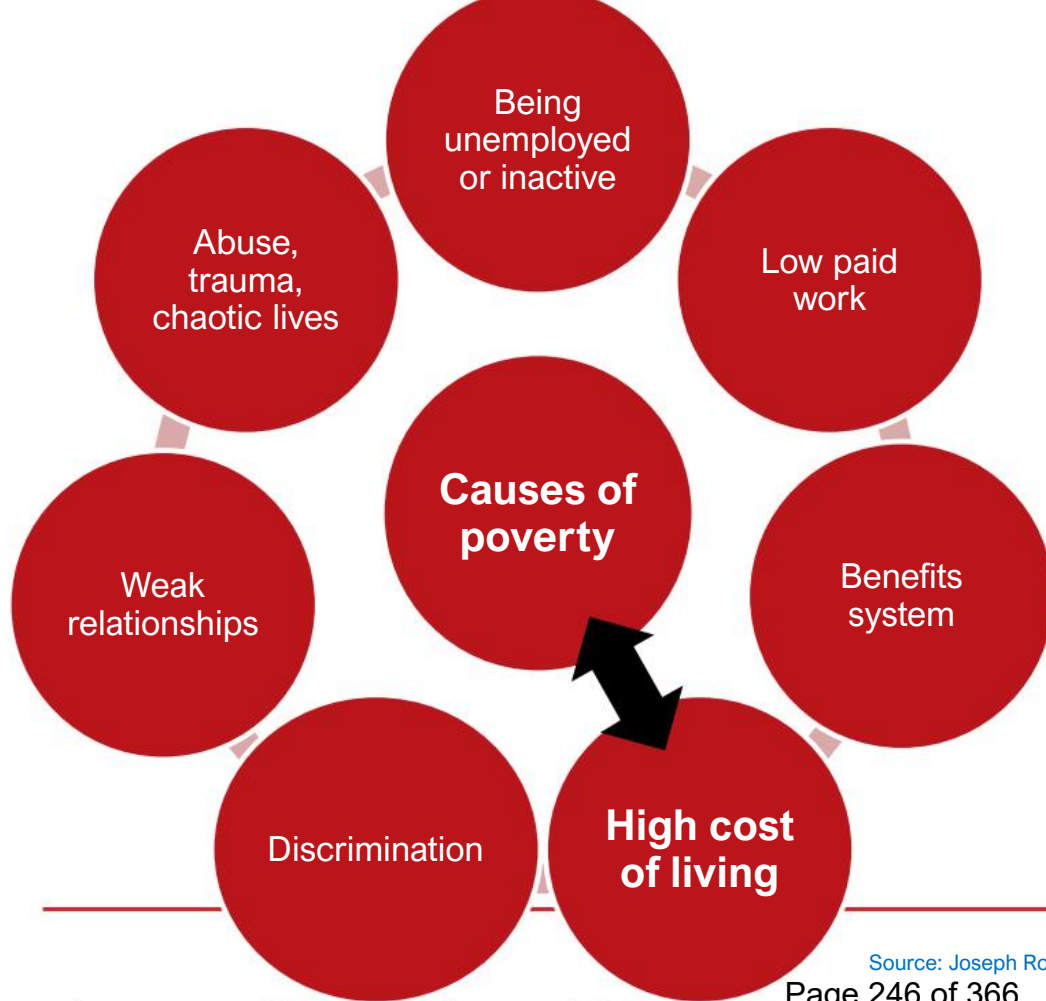 Being
unemployed
or inactive
Abuse,
trauma,
chaotic lives
Low paid
work
Causes of
poverty
Weak
relationships
Benefits
system
Discrimination
High cost
of living
Source: Joseph
Page 246 of 366